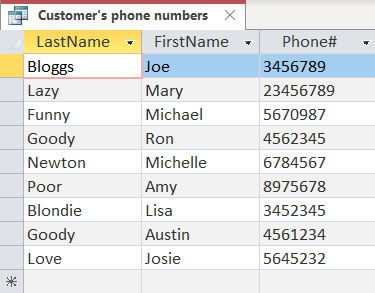 Customer's phone numbers
LastName FirstName Phone#
Bloggs Joe 3456789
Lazy Mary 23456789
Funny Michael 5670987
Goody Ron 4562345
Newton Michelle 6784567
Poor Amy 8975678
Blondie Lisa 3452345
Goody Austin 4561234
Love Josie 5645232